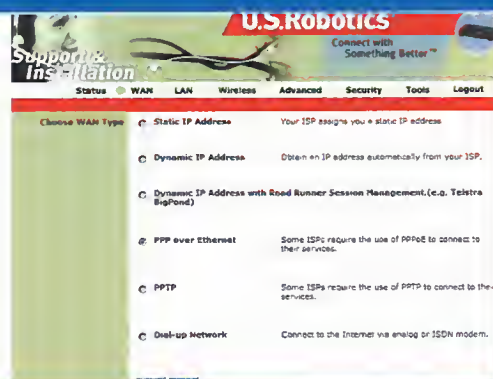 U.S.Robotics
Connect with
Something Better™
Support &
Installation
Status WAN LAN Wireless Advanced Security Tools Logout
Choose WAN Type
Static IP Address Your ISP assigns you a static IP address
Dynamic IP Address Obtain an IP address automatically from your ISP.
Dynamic IP Address with Road Runner Session Management.(e.g. Telstra
BigPond)
PPP over Ethernet Some ISPs require the use of PPPoE to connect to
their services.
PPTP Some ISPs require the use of PPTP to connect to their
services.
Dial-up Network Connect to the Internet via analog or ISDN modem.